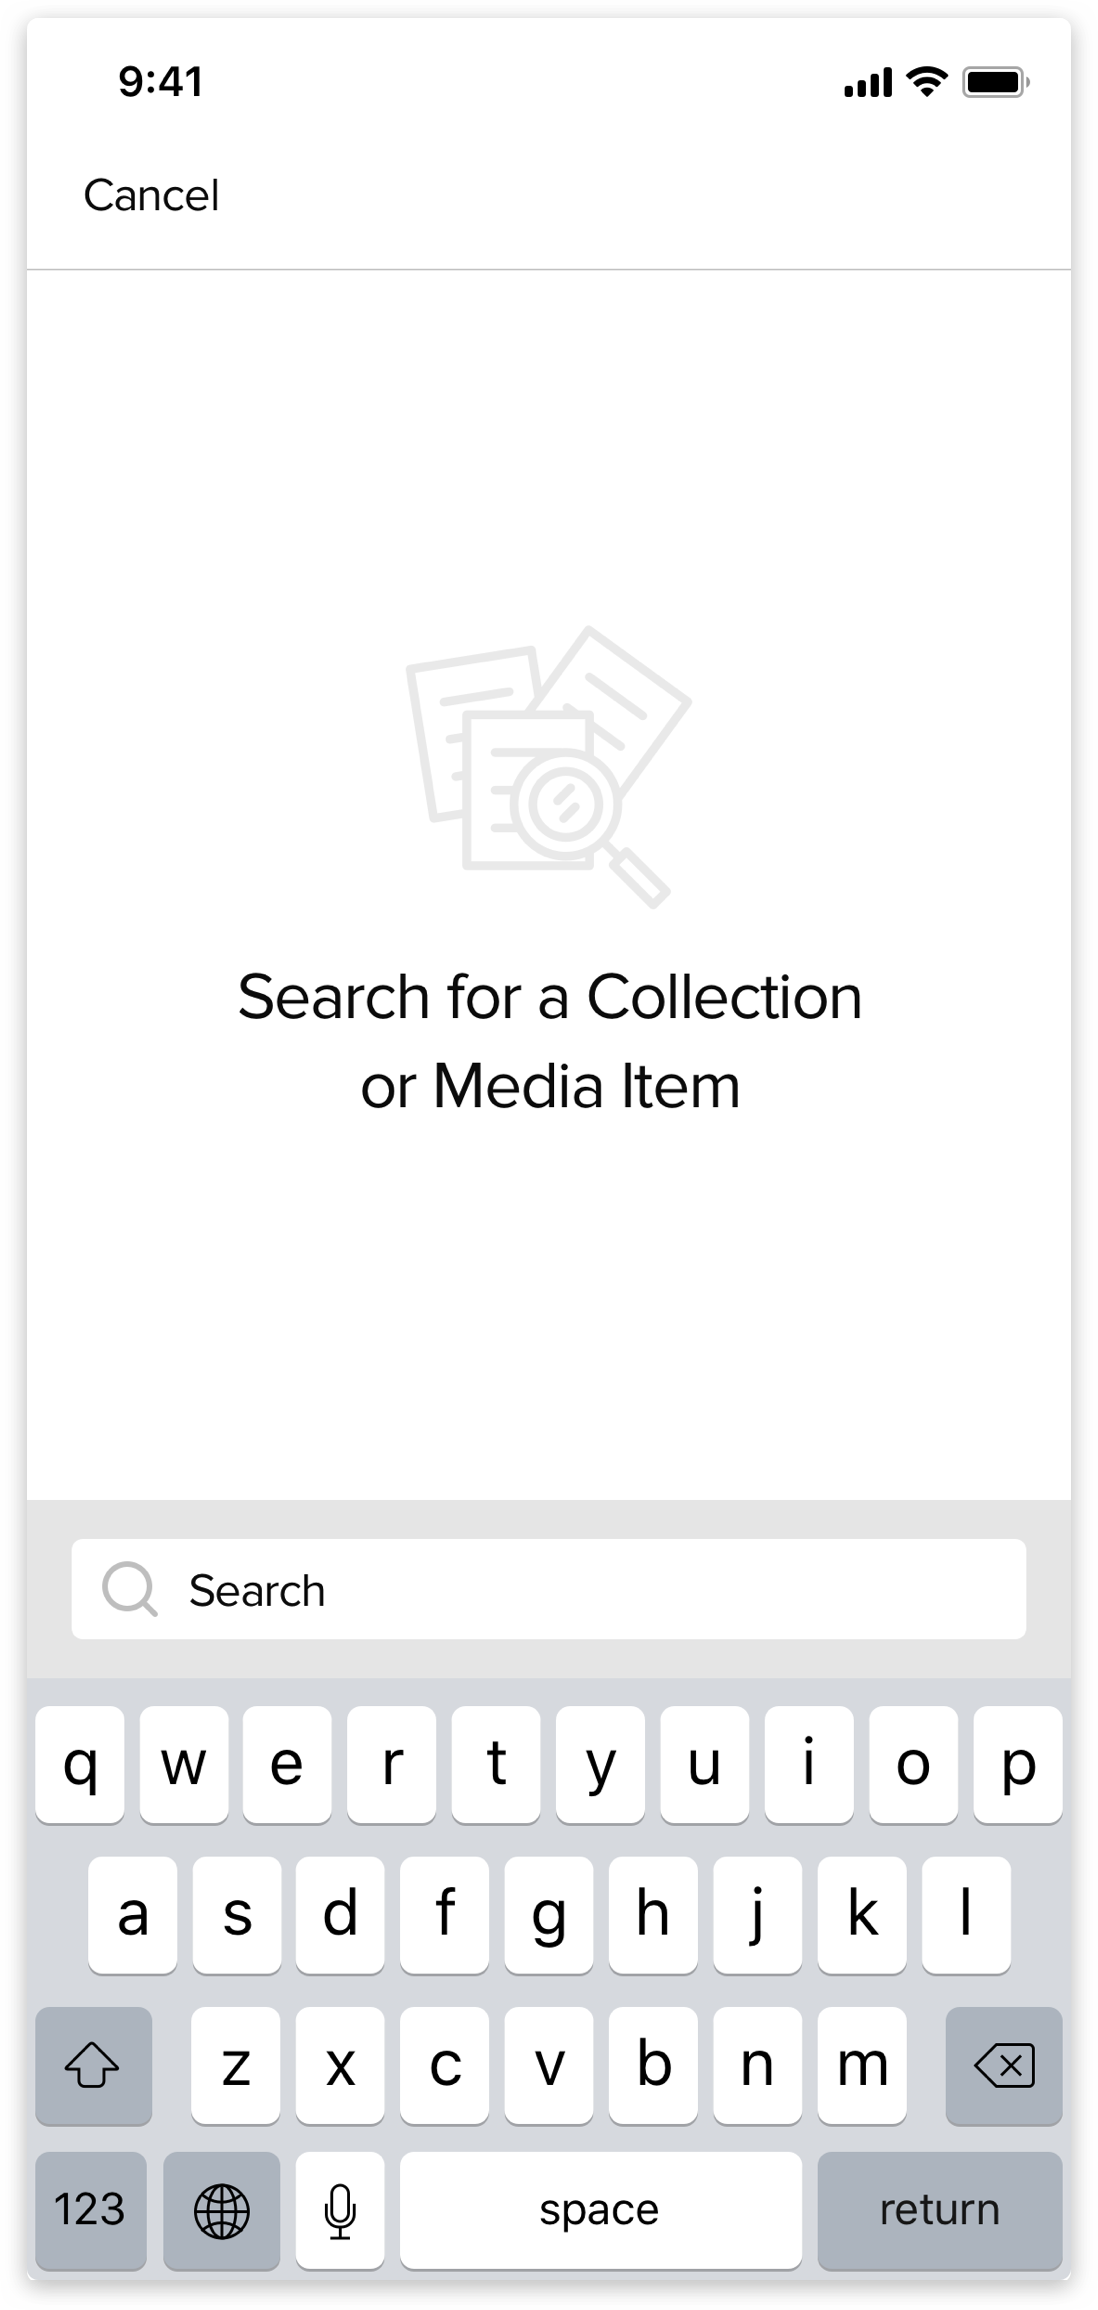 9:41
Cancel
Search for a Collection
or Media Item
Search
q w e r t y u i o p
a s d f g h j k l
z x c v b n m
123 space return